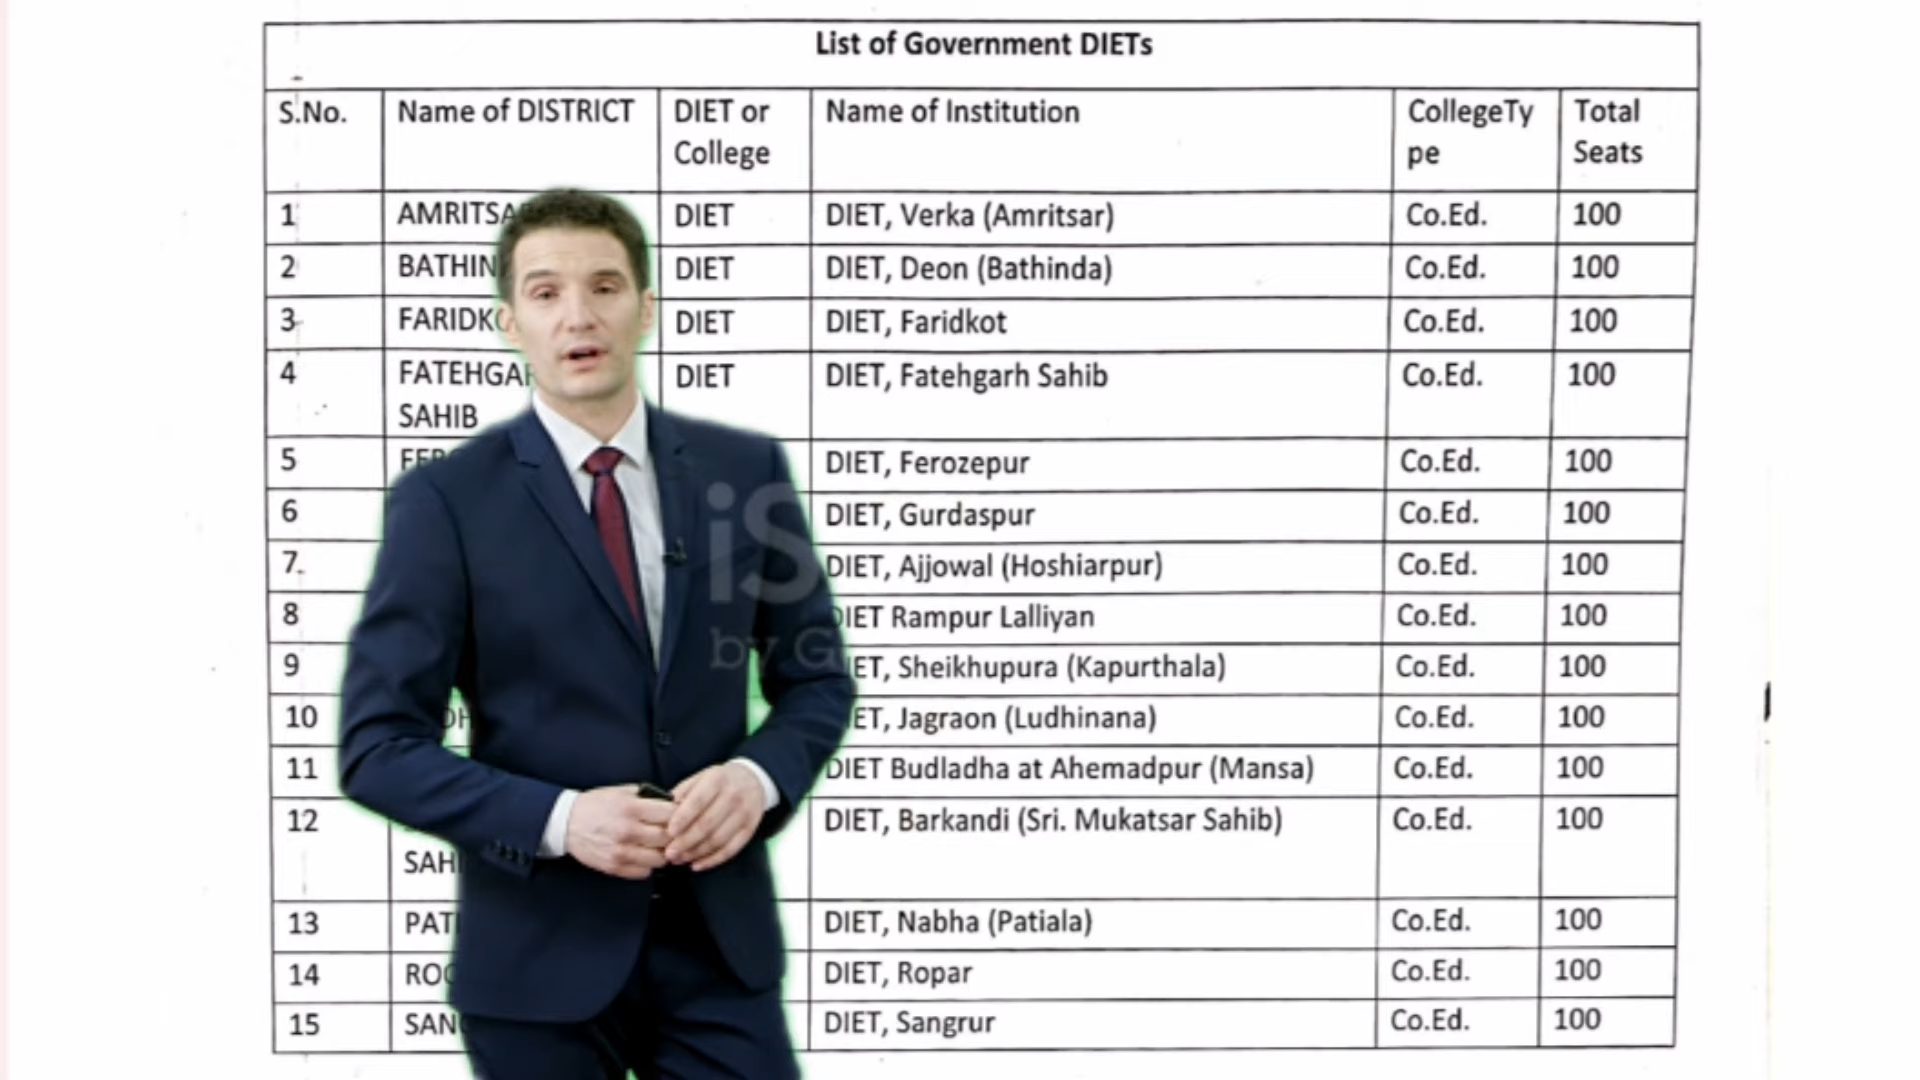 List of Government DIETs
S.No. Name of DISTRICT DIET or College Name of Institution CollegeTy pe Total Seats
1 DIET DIET, Verka (Amritsar) Co.Ed. 100
2 DIET DIET, Deon (Bathinda) Co.Ed. 100
3 DIET DIET, Faridkot Co.Ed. 100
4 SAHIB DIET DIET, Fatehgarh Sahib Co.Ed. 100
5 DIET, Ferozepur Co.Ed. 100
6 DIET, Gurdaspur Co.Ed. 100
7 DIET, Ajjowal (Hoshiarpur) Co.Ed. 100
8 DIET Rampur Lalliyan Co.Ed. 100
9 Sheikhupura (Kapurthala) Co.Ed. 100
10 Jagraon (Ludhinana) Co.Ed. 100
11 DIET Budladha at Ahemadpur (Mansa) Co.Ed. 100
12 DIET, Barkandi (Sri. Mukatsar Sahib) Co.Ed. 100
13 DIET, Nabha (Patiala) Co.Ed. 100
14 DIET, Ropar Co.Ed. 100
15 DIET, Sangrur Co.Ed. 100
by